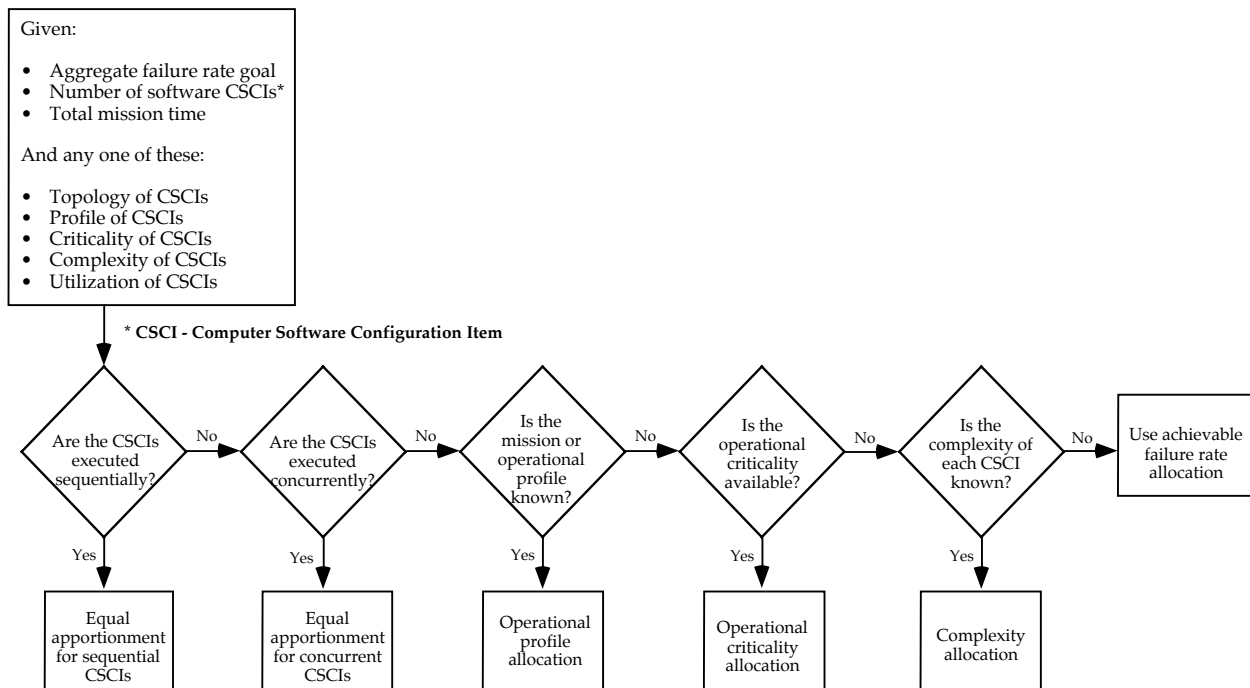 Given:
• Aggregate failure rate goal
• Number of software CSCIs*
• Total mission time
And any one of these:
• Topology of CSCIs
• Profile of CSCIs
• Criticality of CSCIs
• Complexity of CSCIs
• Utilization of CSCIs
* CSCI - Computer Software Configuration Item
Are the CSCIs
executed
sequentially?
No
Are the CSCIs
executed
concurrently?
No
Is the
mission or
operational
profile
known?
No
Is the
operational
criticality
available?
No
Is the
complexity of
each CSCI
known?
No
Use achievable
failure rate
allocation
Yes
Yes
Yes
Yes
Yes
Equal
apportionment
for sequential
CSCIs
Equal
apportionment
for concurrent
CSCIs
Operational
profile
allocation
Operational
criticality
allocation
Complexity
allocation